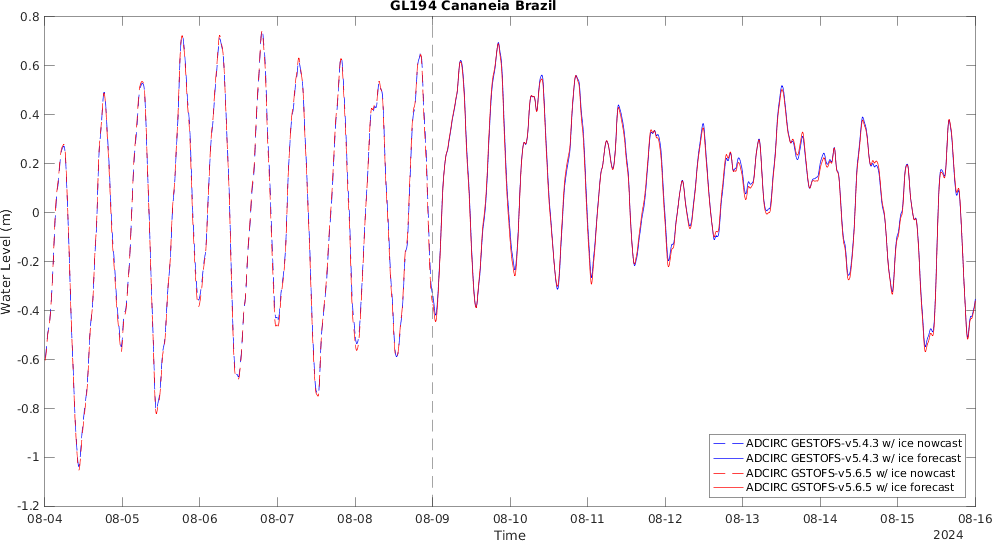 GL194 Cananeia Brazil
0.8
0.6
0.4
0.2
0
-0.2
-0.4
-0.6
-0.8
-1
-1.2
Water Level (m)
ADCIRC GESTOFS-v5.4.3 w/ ice nowcast
ADCIRC GESTOFS-v5.4.3 w/ ice forecast
ADCIRC GSTOFS-v5.6.5 w/ ice nowcast
ADCIRC GSTOFS-v5.6.5 w/ ice forecast
08-04 08-05 08-06 08-07 08-08 08-09 08-10 08-11 08-12 08-13 08-14 08-15 08-16
Time
2024